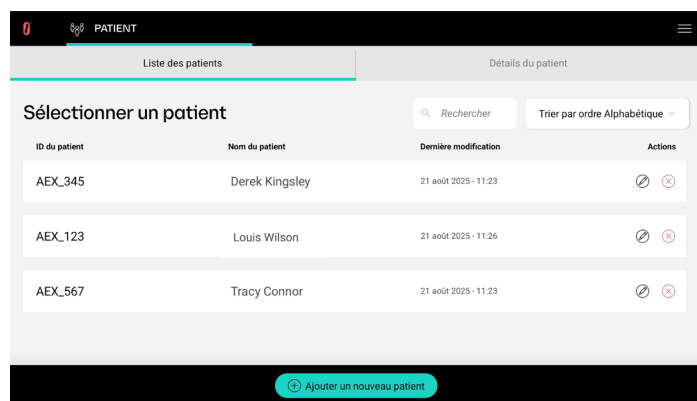 PATIENT
Liste des patients Détails du patient
Sélectionner un patient Rechercher Trier par ordre Alphabétique
ID du patient Nom du patient Dernière modification Actions
AEX_345 Derek Kingsley 21 août 2025 - 11:23
AEX_123 Louis Wilson 21 août 2025 - 11:26
AEX_567 Tracy Connor 21 août 2025 - 11:23
Ajouter un nouveau patient